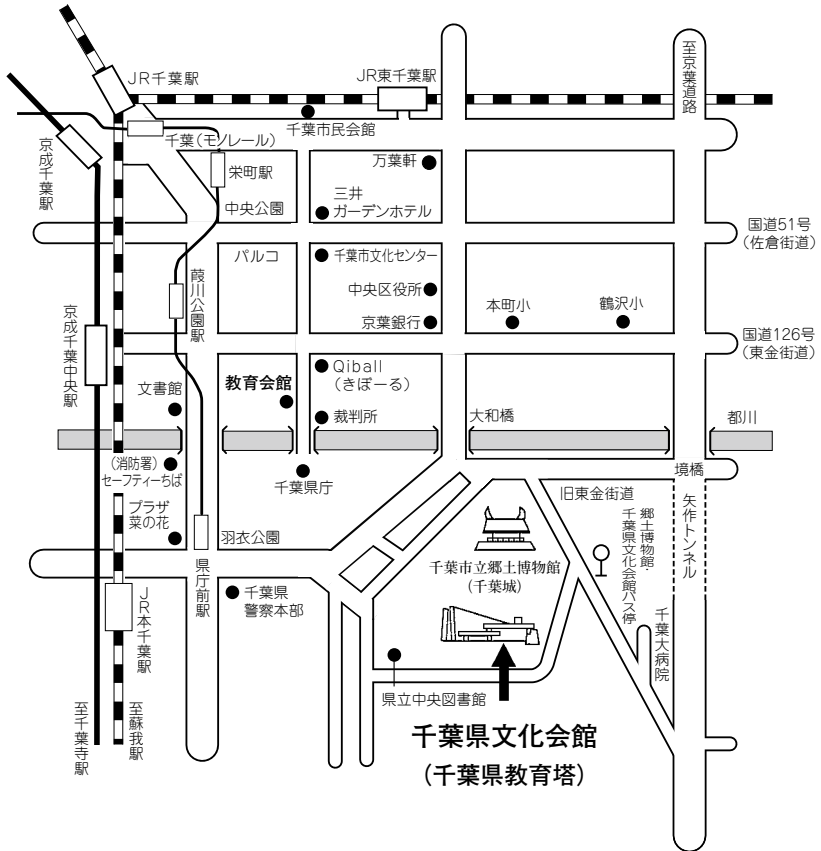 JR千葉駅
JR東千葉駅
至京葉道路
千葉市民会館
千葉(モノレール)
京成千葉駅
栄町駅
万葉軒
中央公園
三井
ガーデンホテル
国道51号
(佐倉街道)
パルコ
千葉市文化センター
葭川公園駅
中央区役所
京成千葉中央駅
京葉銀行
本町小
鶴沢小
国道126号
(東金街道)
Qiball
(きぼーる)
教育会館
文書館
裁判所
大和橋
都川
(消防署)
セーフティーちば
千葉県庁
境橋
プラザ
菜の花
羽衣公園
旧東金街道
郷土博物館・
千葉県文化会館バス停
矢作トンネル
千葉市立郷土博物館
(千葉城)
県庁前駅
千葉県
警察本部
JR本千葉駅
千葉大病院
県立中央図書館
至千葉寺駅
至蘇我駅
千葉県文化会館
(千葉県教育塔)